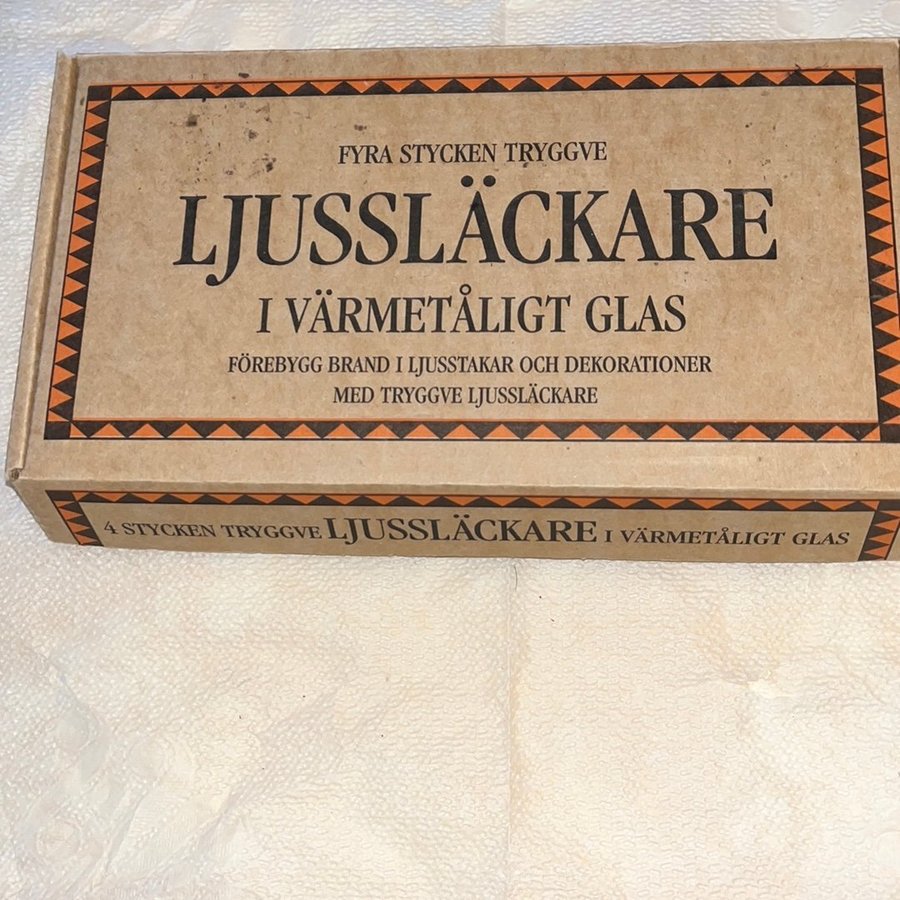 FYRA STYCKEN TRYGGVE
LJUSSLÄCKARE
I VÄRMETÅLIGT GLAS
FÖREBYGG BRAND I LJUSSTAKAR OCH DEKORATIONER
MED TRYGGVE LJUSSLÄCKARE
4 STYCKEN TRYGGVE LJUSSLÄCKARE I VÄRMETÅLIGT GLAS